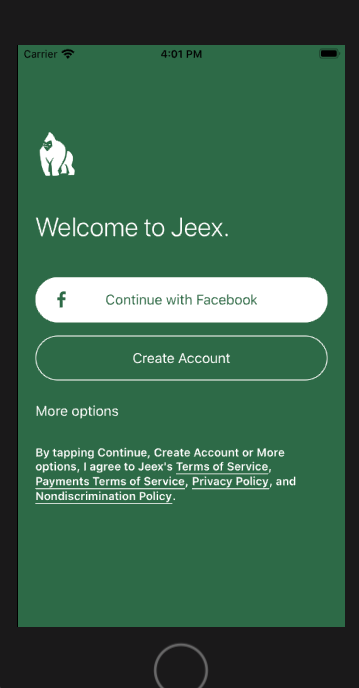 Carrier 4:01 PM
Welcome to Jeex.
Continue with Facebook
Create Account
More options
By tapping Continue, Create Account or More
options, I agree to Jeex's Terms of Service,
Payments Terms of Service, Privacy Policy, and
Nondiscrimination Policy.